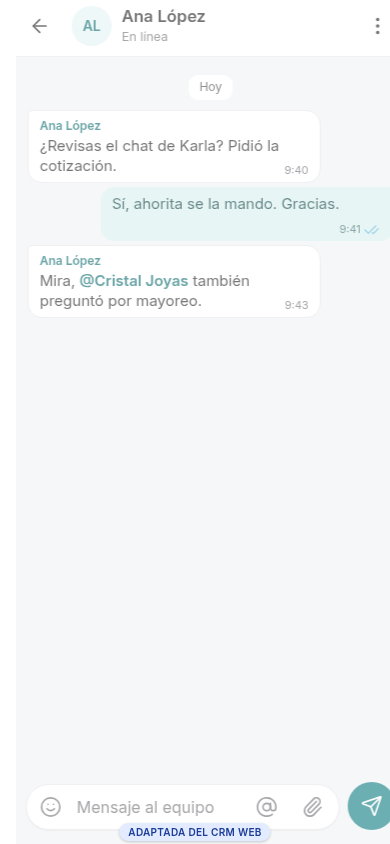 AL
Ana López
En línea
Hoy
Ana López
¿Revisas el chat de Karla? Pidió la
cotización.
9:40
Sí, ahorita se la mando. Gracias.
9:41
Ana López
Mira, @Cristal Joyas también
preguntó por mayoreo.
9:43
Mensaje al equipo
ADAPTADA DEL CRM WEB